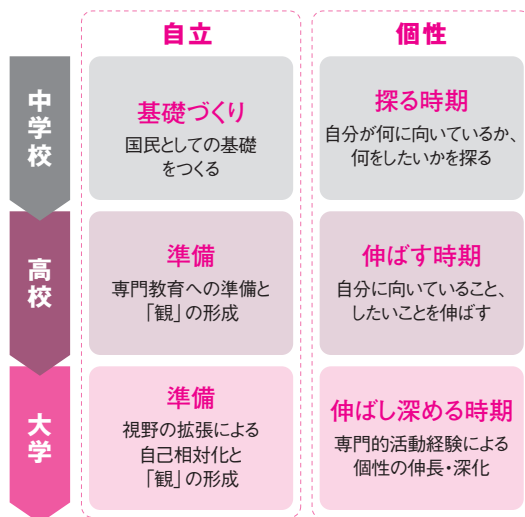 自立
個性
中学校
基礎づくり
国民としての基礎
をつくる
探る時期
自分が何に向いているか、
何をしたいかを探る
高校
準備
専門教育への準備と
「観」の形成
伸ばす時期
自分に向いていること、
したいことを伸ばす
大学
準備
視野の拡張による
自己相対化と
「観」の形成
伸ばし深める時期
専門的活動経験による
個性の伸長・深化